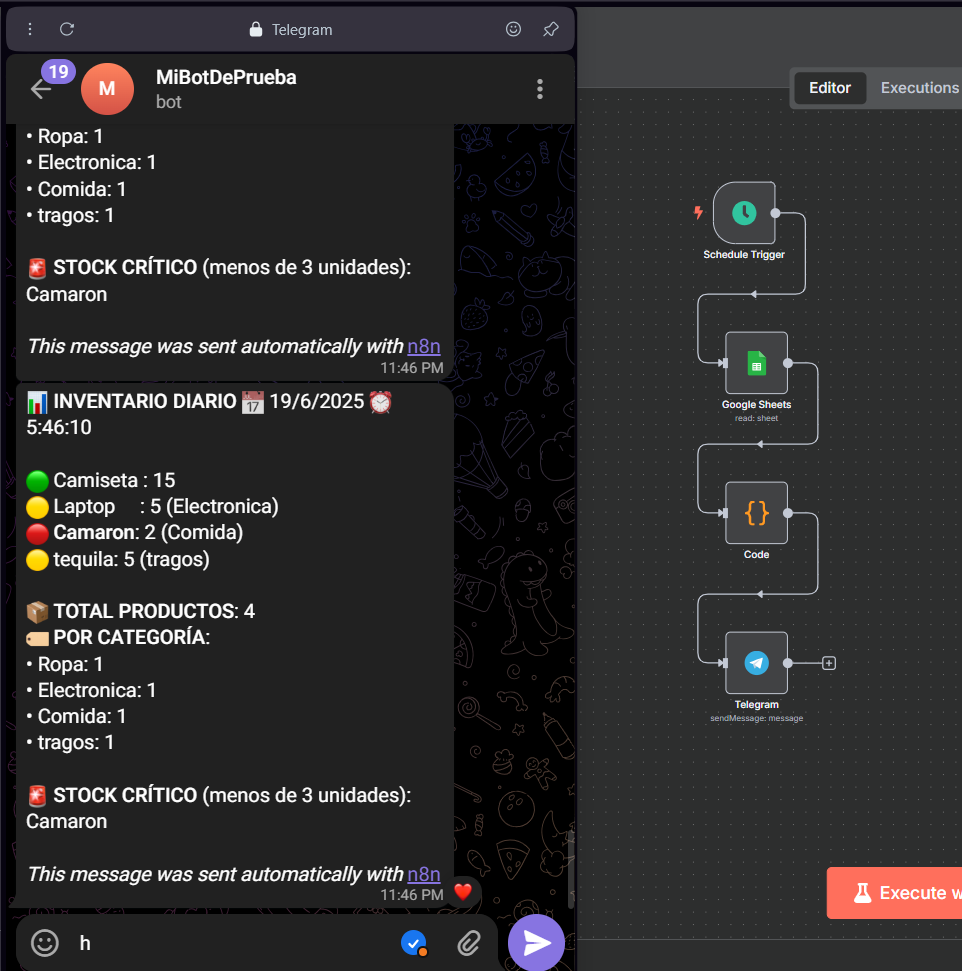 Telegram
19
M
MiBotDePrueba
bot
• Ropa: 1
• Electronica: 1
• Comida: 1
• tragos: 1
🚨 STOCK CRÍTICO (menos de 3 unidades):
Camaron
This message was sent automatically with n8n
11:46 PM
📊 INVENTARIO DIARIO 📅 19/6/2025 ⏰
5:46:10
🟢 Camiseta : 15
🟡 Laptop : 5 (Electronica)
🔴 Camaron: 2 (Comida)
🟡 tequila: 5 (tragos)
📦 TOTAL PRODUCTOS: 4
🏷️ POR CATEGORÍA:
• Ropa: 1
• Electronica: 1
• Comida: 1
• tragos: 1
🚨 STOCK CRÍTICO (menos de 3 unidades):
Camaron
This message was sent automatically with n8n
11:46 PM
h
Editor
Executions
Schedule Trigger
Google Sheets
read: sheet
{}
Code
Telegram
sendMessage: message
Execute w